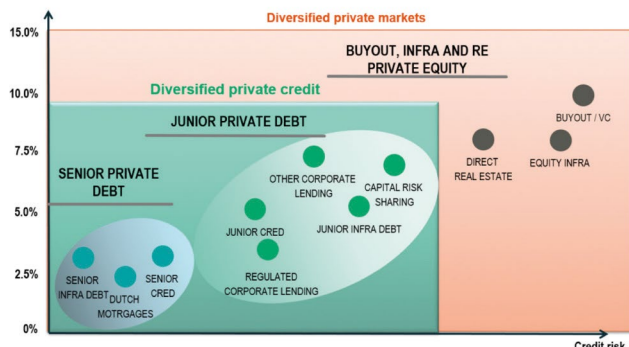 Diversified private markets
15.0%
BUYOUT, INFRA AND RE
PRIVATE EQUITY
10.0%
Diversified private credit
BUYOUT / VC
JUNIOR PRIVATE DEBT
7.5%
DIRECT
REAL ESTATE
EQUITY INFRA
OTHER CORPORATE
LENDING
CAPITAL RISK
SHARING
SENIOR PRIVATE
DEBT
5.0%
JUNIOR CRED
JUNIOR INFRA DEBT
2.5%
SENIOR
INFRA DEBT
DUTCH
MOTRGAGES
SENIOR
CRED
REGULATED
CORPORATE LENDING
0%
Credit risk